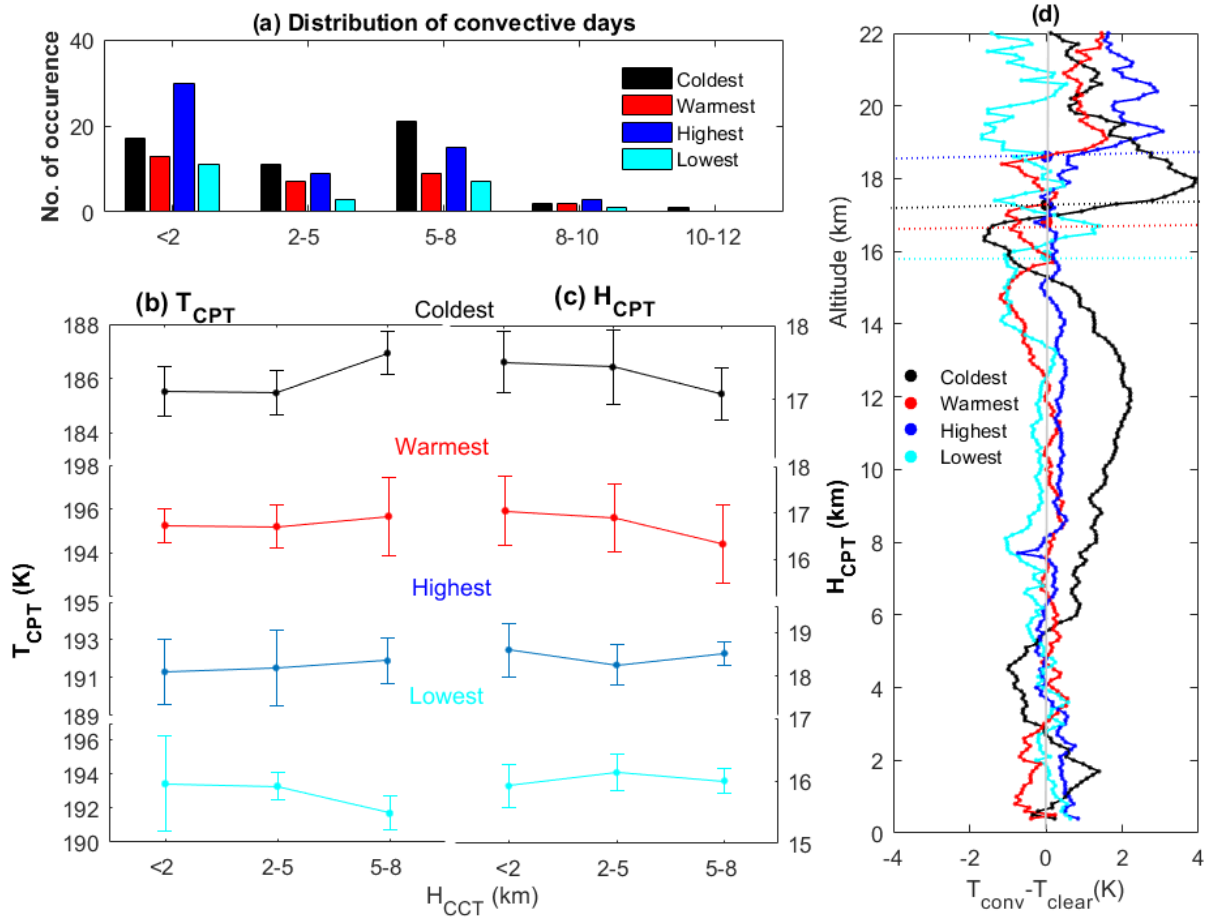 (a) Distribution of convective days
No. of occurence
40
20
0
<2
2-5
5-8
8-10
10-12
Coldest
Warmest
Highest
Lowest
(b) T_CPT
Coldest
(c) H_CPT
188
186
184
Warmest
198
196
194
Highest
195
193
191
189
Lowest
196
194
192
190
T_CPT (K)
18
17
18
17
16
19
18
17
16
15
H_CPT (km)
<2
2-5
5-8
<2
2-5
5-8
H_CCT (km)
(d)
22
20
18
16
14
12
10
8
6
4
2
0
Altitude (km)
Coldest
Warmest
Highest
Lowest
-4
-2
0
2
4
T_conv-T_clear(K)